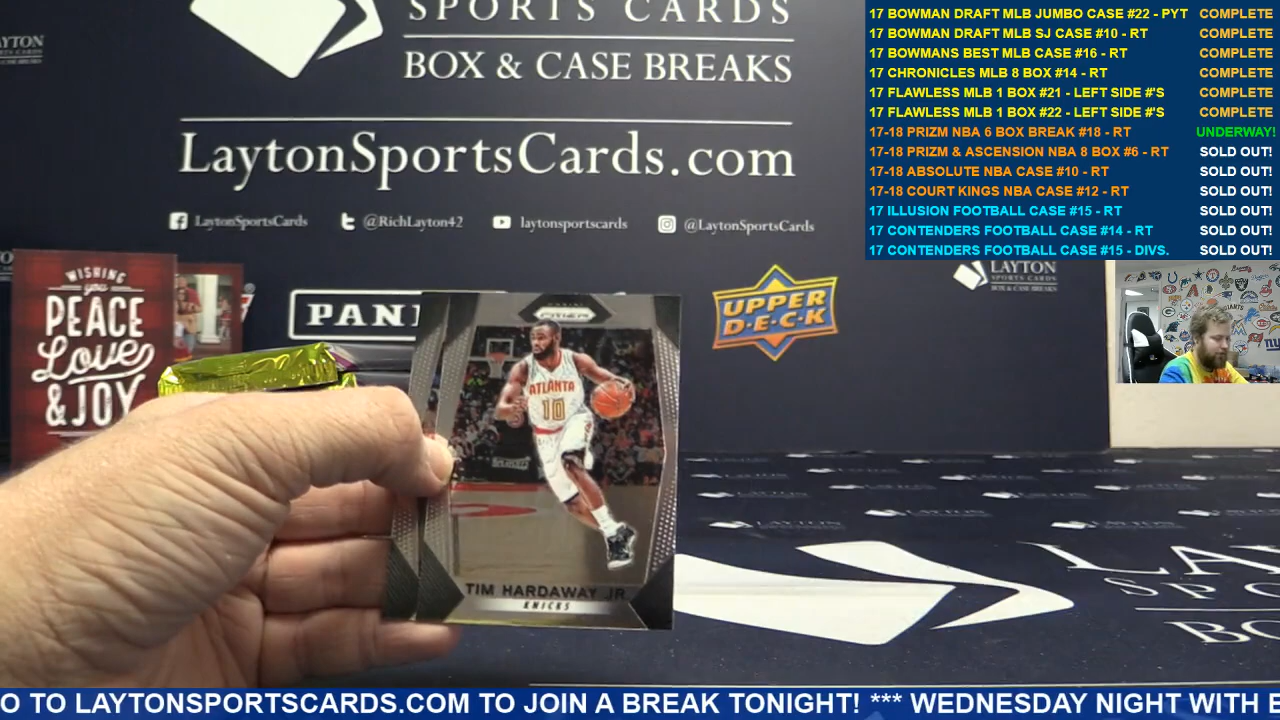 SPORTS CARDS
BOX & CASE BREAKS
LaytonSportsCards.com
LaytonSportsCards
@RichLayton42
laytonsportscards
@LaytonSportsCards
17 BOWMAN DRAFT MLB JUMBO CASE #22 - PYT COMPLETE
17 BOWMAN DRAFT MLB SJ CASE #10 - RT COMPLETE
17 BOWMANS BEST MLB CASE #16 - RT COMPLETE
17 CHRONICLES MLB 8 BOX #14 - RT COMPLETE
17 FLAWLESS MLB 1 BOX #21 - LEFT SIDE #'S COMPLETE
17 FLAWLESS MLB 1 BOX #22 - LEFT SIDE #'S COMPLETE
17-18 PRIZM NBA 6 BOX BREAK #18 - RT UNDERWAY!
17-18 PRIZM & ASCENSION NBA 8 BOX #6 - RT SOLD OUT!
17-18 ABSOLUTE NBA CASE #10 - RT SOLD OUT!
17-18 COURT KINGS NBA CASE #12 - RT SOLD OUT!
17 ILLUSION FOOTBALL CASE #15 - RT SOLD OUT!
17 CONTENDERS FOOTBALL CASE #14 - RT SOLD OUT!
17 CONTENDERS FOOTBALL CASE #15 - DIVS. SOLD OUT!
LAYTON
SPORTS CARDS
BOX & CASE BREAKS
WISHING
you
PEACE
Love
& JOY
PANI
UPPER
D·E·C·K
PRIZM
ATLANTA
10
TIM HARDAWAY JR
KNICKS
LAY
SPO
BO
O TO LAYTONSPORTSCARDS.COM TO JOIN A BREAK TONIGHT! *** WEDNESDAY NIGHT WITH E